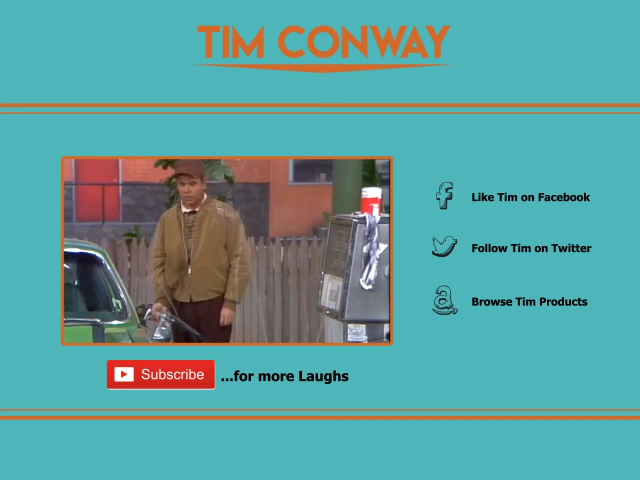 TIM CONWAY
Like Tim on Facebook
Follow Tim on Twitter
Browse Tim Products
Subscribe ...for more Laughs